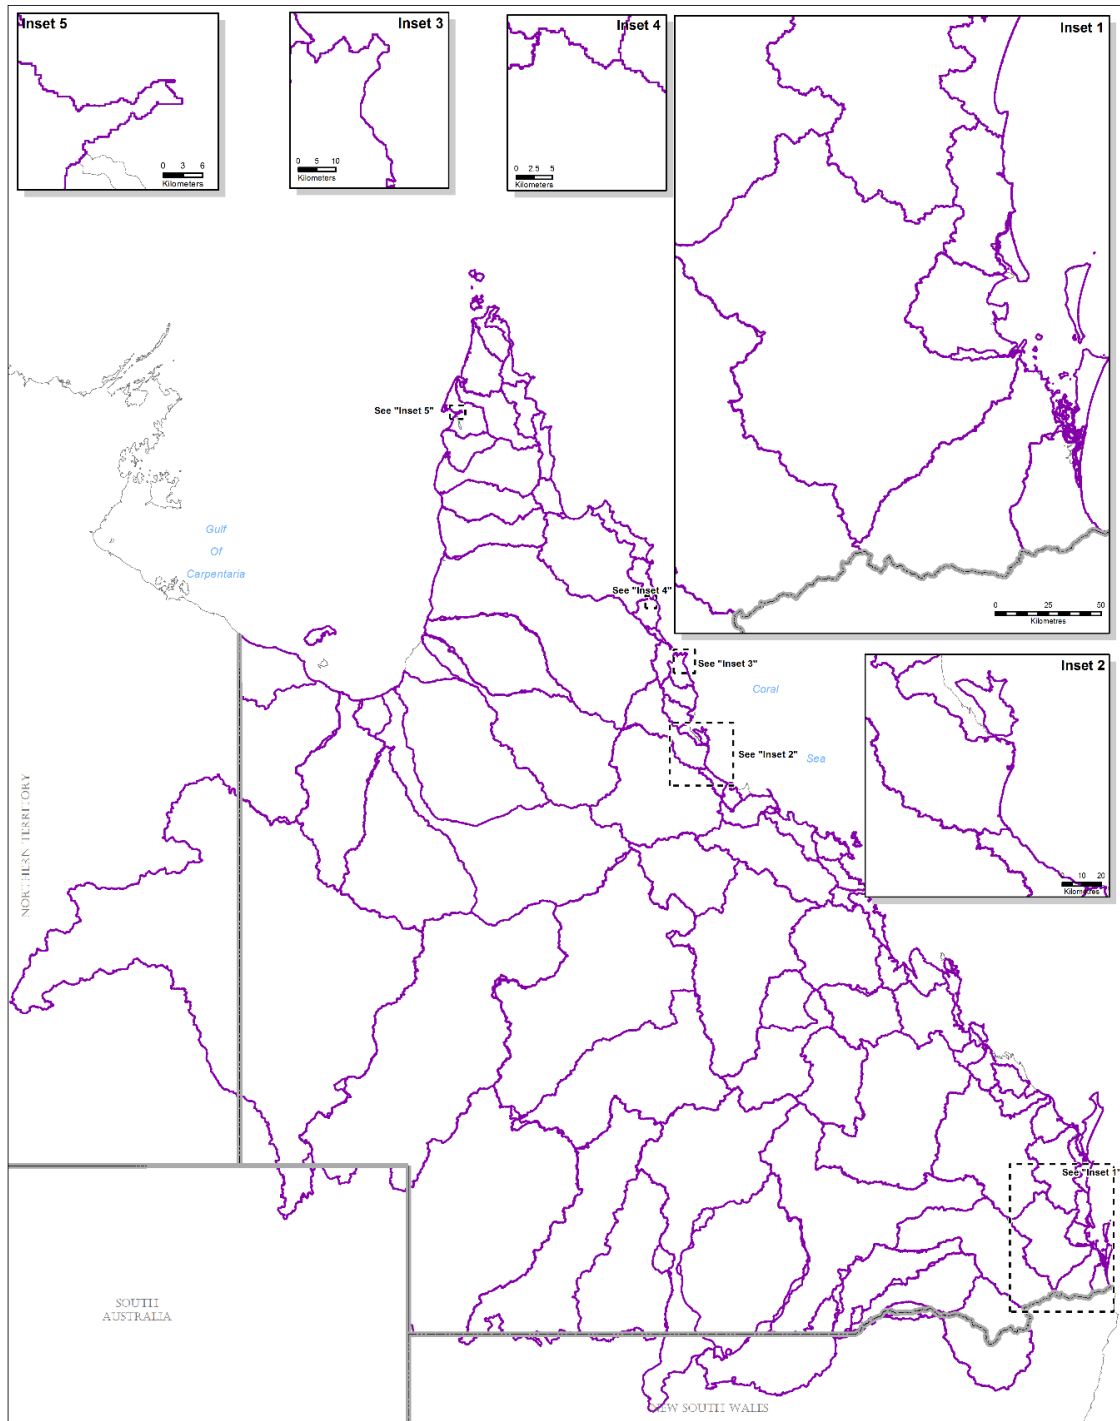 Inset 5
0 3 6
Kilometers
Inset 3
0 5 10
Kilometers
Inset 4
0 2.5 5
Kilometers
Inset 1
0 25 50
Kilometres
See "Inset 5"
Gulf
Of
Carpentaria
See "Inset 4"
See "Inset 3"
Coral
See "Inset 2"
Sea
Inset 2
0 10 20
Kilometres
NORTHERN TERRITORY
See "Inset 1"
SOUTH
AUSTRALIA
NEW SOUTH WALES